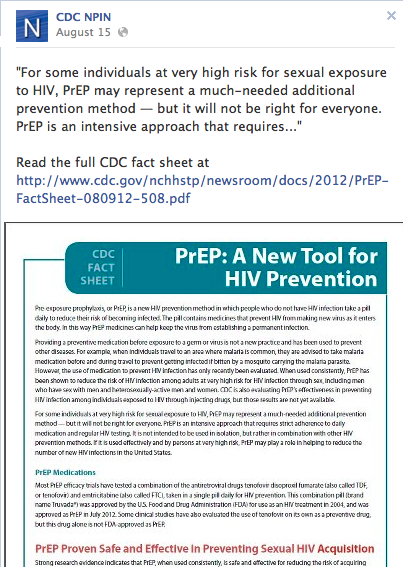 CDC NPIN
August 15
"For some individuals at very high risk for sexual exposure
to HIV, PrEP may represent a much-needed additional
prevention method — but it will not be right for everyone.
PrEP is an intensive approach that requires..."
Read the full CDC fact sheet at
http://www.cdc.gov/nchhstp/newsroom/docs/2012/PrEP-
FactSheet-080912-508.pdf
CDC
FACT
SHEET
PrEP: A New Tool for
HIV Prevention
Pre-exposure prophylaxis, or PrEP, is a new HIV prevention method in which people who do not have HIV infection take a pill
daily to reduce their risk of becoming infected. The pill contains medicines that prevent HIV from making new virus as it enters
the body. In this way PrEP medicines can help keep the virus from establishing a permanent infection.
Providing a preventive medication before exposure to a germ or virus is not a new practice and has been used to prevent
other diseases. For example, when individuals travel to an area where malaria is common, they are advised to take malaria
medication before and during travel to prevent getting infected if bitten by a mosquito carrying the malaria parasite.
However, the use of medication to prevent HIV infection has only recently been evaluated. When used consistently, PrEP has
been shown to reduce the risk of HIV infection among adults at very high risk for HIV infection through sex, including men
who have sex with men and heterosexually-active men and women. CDC is also evaluating PrEP's effectiveness in preventing
HIV infection among individuals exposed to HIV through injecting drugs, but those results are not yet available.
For some individuals at very high risk for sexual exposure to HIV, PrEP may represent a much-needed additional prevention
method — but it will not be right for everyone. PrEP is an intensive approach that requires strict adherence to daily
medication and regular HIV testing. It is not intended to be used in isolation, but rather in combination with other HIV
prevention methods. If it is used effectively and by persons at very high risk, PrEP may play a role in helping to reduce the
number of new HIV infections in the United States.
PrEP Medications
Most PrEP efficacy trials have tested a combination of the antiretroviral drugs tenofovir disoproxil fumarate (also called TDF,
or tenofovir) and emtricitabine (also called FTC), taken in a single pill daily for HIV prevention. This combination pill (brand
name Truvada®) was approved by the U.S. Food and Drug Administration (FDA) for use as an HIV treatment in 2004, and was
approved as PrEP in July 2012. Some clinical studies have also evaluated the use of tenofovir on its own as a preventive drug,
but this drug alone is not FDA-approved as PrEP.
PrEP Proven Safe and Effective in Preventing Sexual HIV Acquisition
Strong research evidence indicates that PrEP, when used consistently, is safe and effective for reducing the risk of acquiring